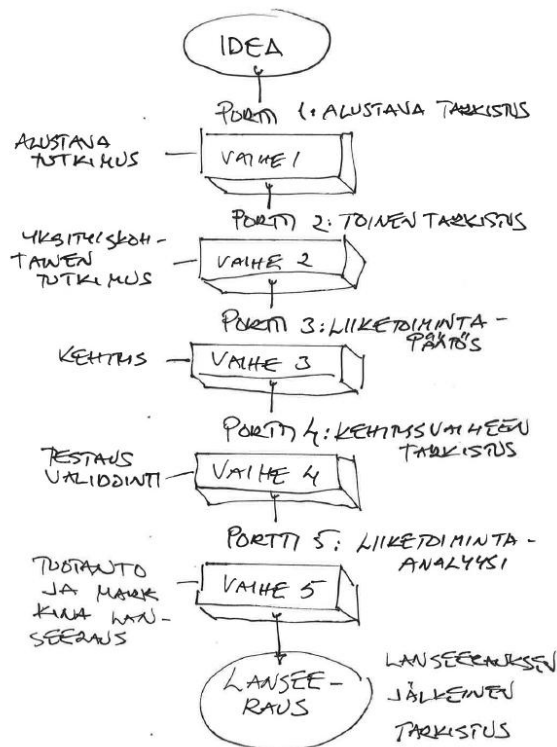 IDEA
PORTTI 1: ALUSTAVA TARKISTUS
ALUSTAVA
TUTKIMUS
VAIHE 1
PORTTI 2: TOINEN TARKISTUS
YKSITYISKOH-
TAINEN
TUTKIMUS
VAIHE 2
PORTTI 3: LIIKETOIMINTA-
PÄÄTÖS
KEHITYS
VAIHE 3
PORTTI 4: KEHITYSVAIHEEN
TARKISTUS
TESTAUS
VALIDOINTI
VAIHE 4
PORTTI 5: LIIKETOIMINTA-
ANALYYSI
TUOTANTO
JA MARK
KINA LAN-
SEERAUS
VAIHE 5
LANSEE-
RAUS
LANSEERAUKSEN
JÄLKEINEN
TARKISTUS